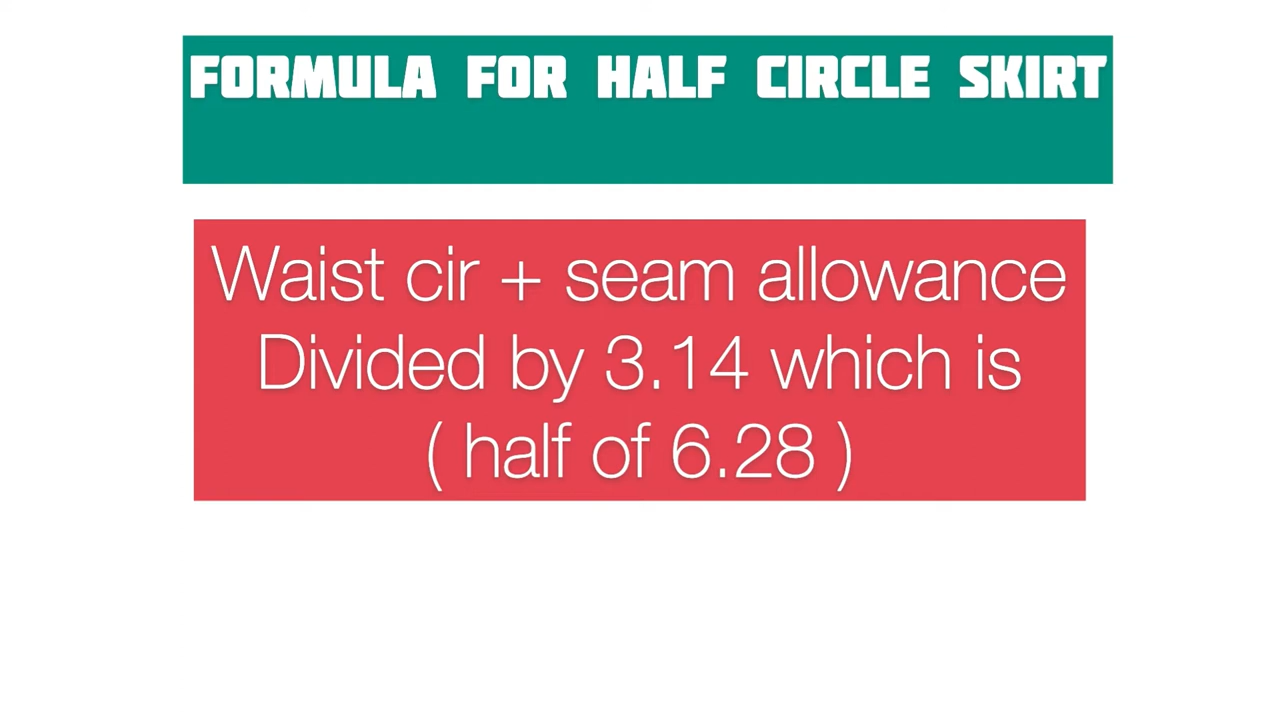 FORMULA FOR HALF CIRCLE SKIRT
Waist cir + seam allowance
Divided by 3.14 which is
( half of 6.28 )